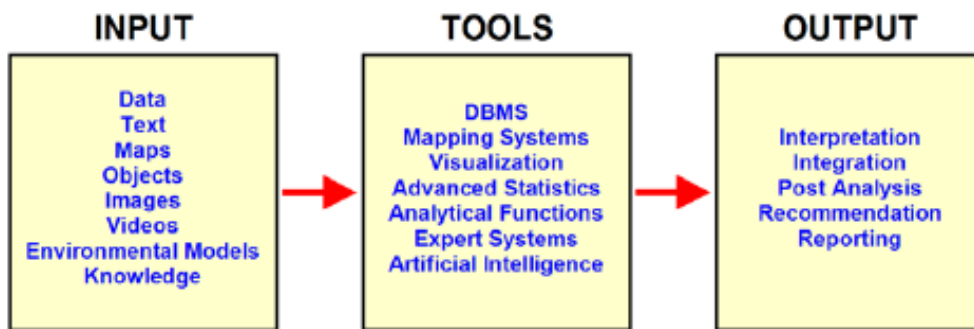 INPUT
Data
Text
Maps
Objects
Images
Videos
Environmental Models
Knowledge
TOOLS
DBMS
Mapping Systems
Visualization
Advanced Statistics
Analytical Functions
Expert Systems
Artificial Intelligence
OUTPUT
Interpretation
Integration
Post Analysis
Recommendation
Reporting